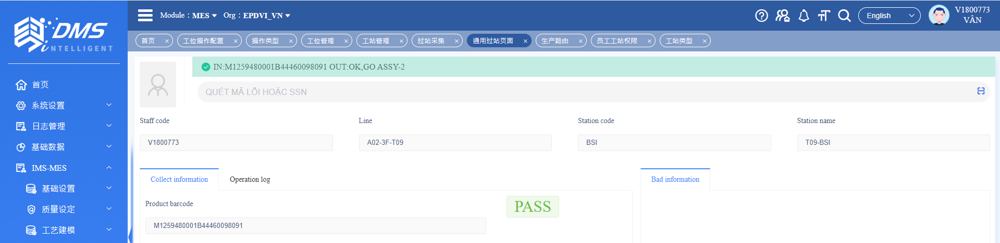 DMS
INTELLIGENT
首页
系统设置
日志管理
基础数据
IMS-MES
基础设置
质量设定
工艺建模
Module：MES Org：EPDVI_VN
English
V1800773
VÂN
首页 × 工位操作配置 × 操作类型 × 工位管理 × 工站管理 × 过站采集 × 通用过站页面 × 生产路由 × 员工工站权限 × 工站类型 ×
IN:M1259480001B44460098091 OUT:OK,GO ASSY-2
QUÉT MÃ LỖI HOẶC SSN
Staff code Line Station code Station name
V1800773 A02-3F-T09 BSI T09-BSI
Collect information Operation log Bad information
Product barcode
PASS
M1259480001B44460098091